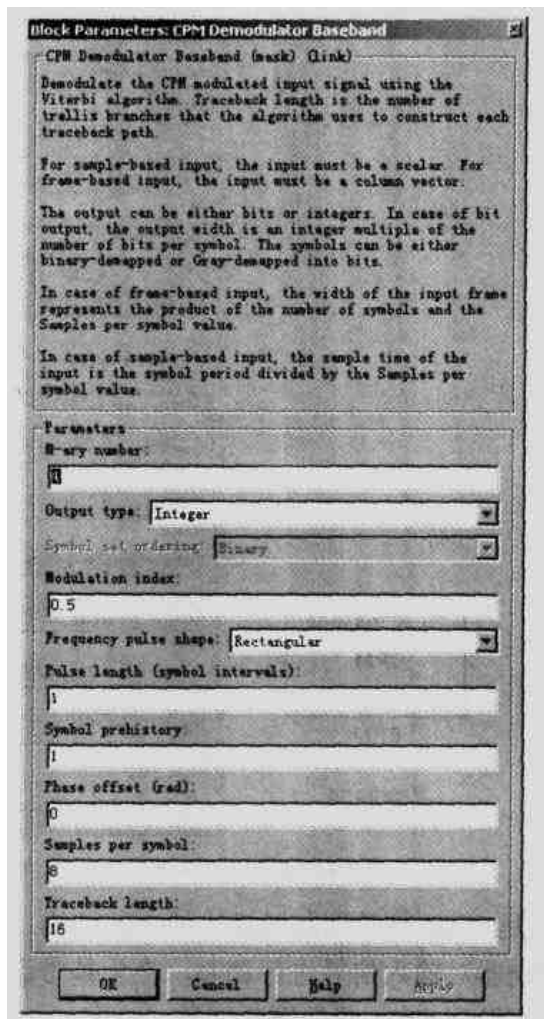 Block Parameters: CPM Demodulator Baseband
CPM Demodulator Baseband (mask) (link)
Demodulate the CPM modulated input signal using the
Viterbi algorithm. Traceback length is the number of
trellis branches that the algorithm uses to construct each
traceback path.
For sample-based input, the input must be a scalar. For
frame-based input, the input must be a column vector.
The output can be either bits or integers. In case of bit
output, the output width is an integer multiple of the
number of bits per symbol. The symbols can be either
binary-demapped or Gray-demapped into bits.
In case of frame-based input, the width of the input frame
represents the product of the number of symbols and the
Samples per symbol value.
In case of sample-based input, the sample time of the
input is the symbol period divided by the Samples per
symbol value.
Parameters
M-ary number:
Output type: Integer
Symbol set ordering: Binary
Modulation index:
0.5
Frequency pulse shape: Rectangular
Pulse length (symbol intervals):
1
Symbol prehistory:
1
Phase offset (rad):
0
Samples per symbol:
8
Traceback length:
16
OK Cancel Help Apply